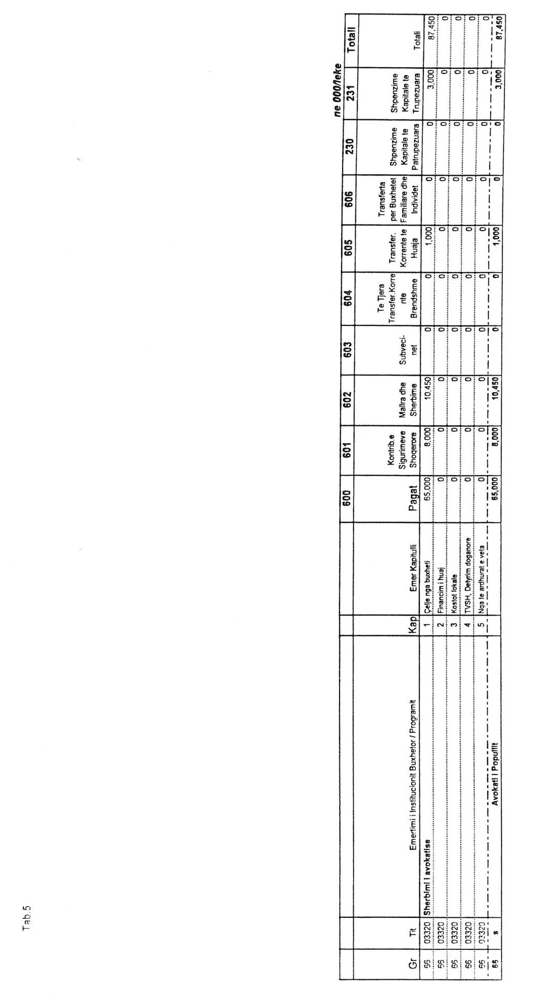 Tab.5
ne 000/leke
600 601 602 603 604 605 606 230 231 Totali
Gr Tit Emertimi i Institucionit Buxhetor / Programit Kap Emer Kapitulli Pagat Kontrib.e Sigurimeve Shoqerore Mallra dhe Sherbime Subveci-net Te Tjera Transfer.Korrente Brendshme Transfer. Korrente te Huaja Transferta per Buxhetet Familiare dhe Individet Shpenzime Kapitale te Patrupezuara Shpenzime Kapitale te Trupezuara Totali
66 03320 Sherbimi i avokatise 1 Çelje nga buxheti 65,000 8,000 10,450 0 0 1,000 0 0 3,000 87,450
66 03320 2 Financim i huaj 0 0 0 0 0 0 0 0 0 0
66 03320 3 Kostot lokale 0 0 0 0 0 0 0 0 0 0
66 03320 4 TVSH, Detyrim doganore 0 0 0 0 0 0 0 0 0 0
66 03320 5 Nga te ardhurat e veta 0 0 0 0 0 0 0 0 0 0
66 s Avokati i Popullit 65,000 8,000 10,450 0 0 1,000 0 0 3,000 87,450